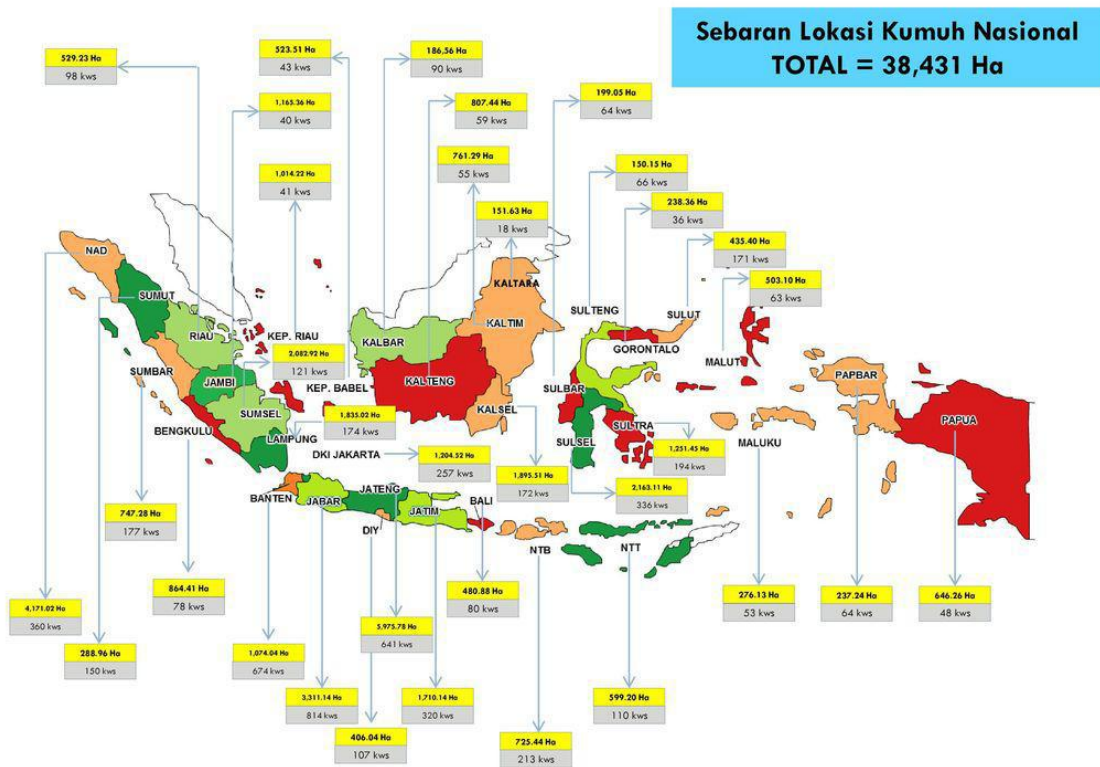 Sebaran Lokasi Kumuh Nasional
TOTAL = 38,431 Ha
529.23 Ha
98 kws
523.51 Ha
43 kws
186,56 Ha
90 kws
1,165.36 Ha
40 kws
807.44 Ha
59 kws
199.05 Ha
64 kws
761.29 Ha
55 kws
150.15 Ha
66 kws
1,014.22 Ha
41 kws
238.36 Ha
36 kws
151.63 Ha
18 kws
435.40 Ha
171 kws
503.10 Ha
63 kws
NAD
SUMUT
RIAU
KEP. RIAU
SUMBAR
JAMBI
2,082.92 Ha
121 kws
KEP. BABEL
SUMSEL
BENGKULU
LAMPUNG
1,835.02 Ha
174 kws
DKI JAKARTA
1,204.52 Ha
257 kws
KALBAR
KALTENG
KALTARA
KALTIM
KALSEL
1,895.51 Ha
172 kws
SULTENG
SULUT
GORONTALO
MALUT
SULBAR
SULTRA
SULSEL
1,251.45 Ha
194 kws
2,163.11 Ha
336 kws
MALUKU
PAPBAR
PAPUA
BANTEN
JABAR
JATENG
DIY
JATIM
BALI
NTB
NTT
747.28 Ha
177 kws
864.41 Ha
78 kws
4,171.02 Ha
360 kws
288.96 Ha
150 kws
1,074.04 Ha
674 kws
5,975.78 Ha
641 kws
480.88 Ha
80 kws
276.13 Ha
53 kws
237.24 Ha
64 kws
646.26 Ha
48 kws
3,311.14 Ha
814 kws
1,710.14 Ha
320 kws
599.20 Ha
110 kws
406.04 Ha
107 kws
725.44 Ha
213 kws